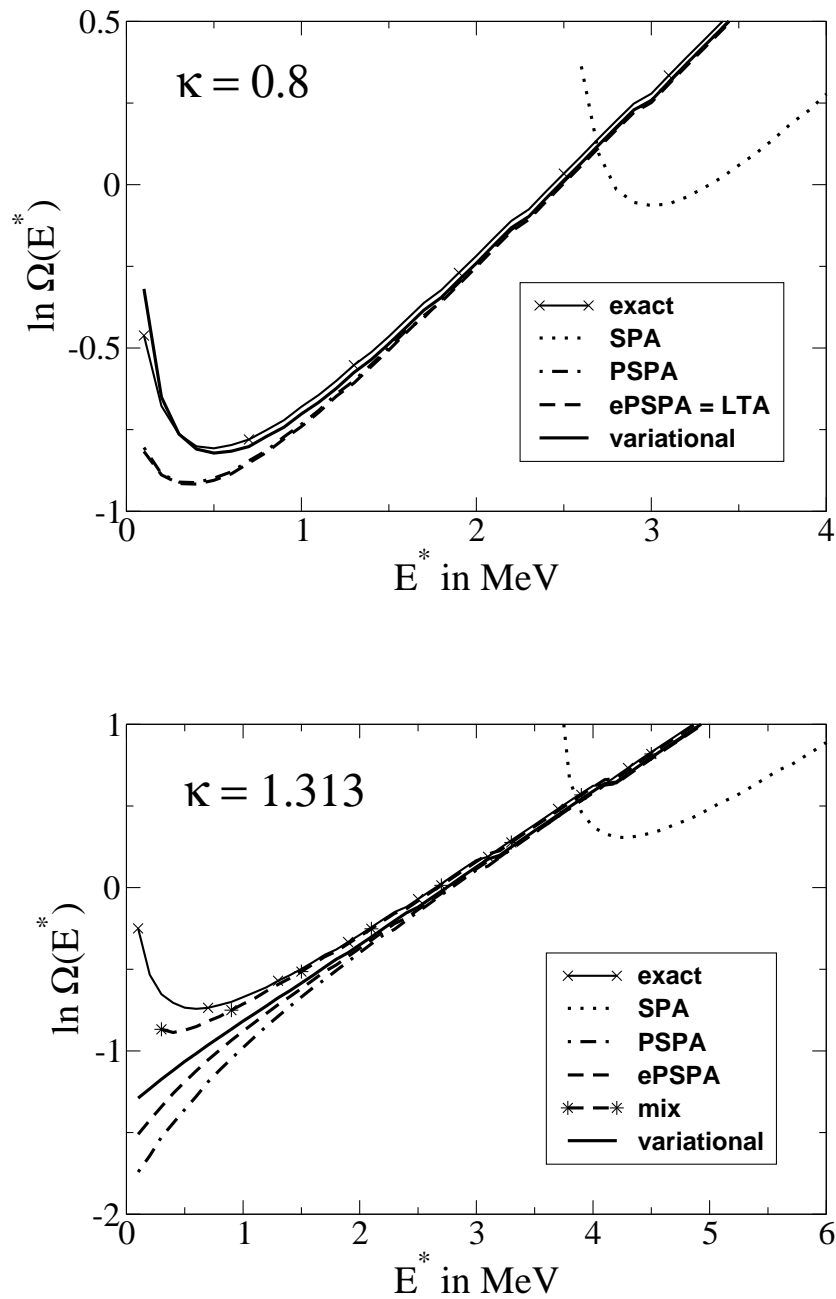 0.5
κ = 0.8
0
ln Ω(E*)
-0.5
exact
SPA
PSPA
ePSPA = LTA
variational
-1
0 1 2 3 4
E* in MeV
1
κ = 1.313
0
ln Ω(E*)
-1
exact
SPA
PSPA
ePSPA
mix
variational
-2
0 1 2 3 4 5 6
E* in MeV